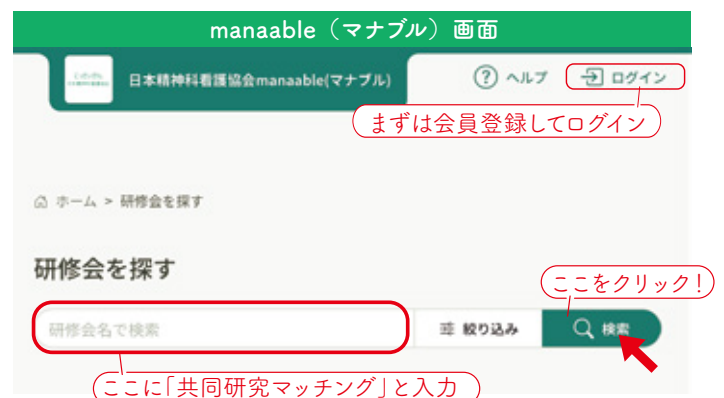 manaable（マナブル）画面
日本精神科看護協会manaable(マナブル)
ヘルプ
ログイン
まずは会員登録してログイン
ホーム > 研修会を探す
研修会を探す
ここをクリック！
研修会名で検索
絞り込み
検索
ここに「共同研究マッチング」と入力